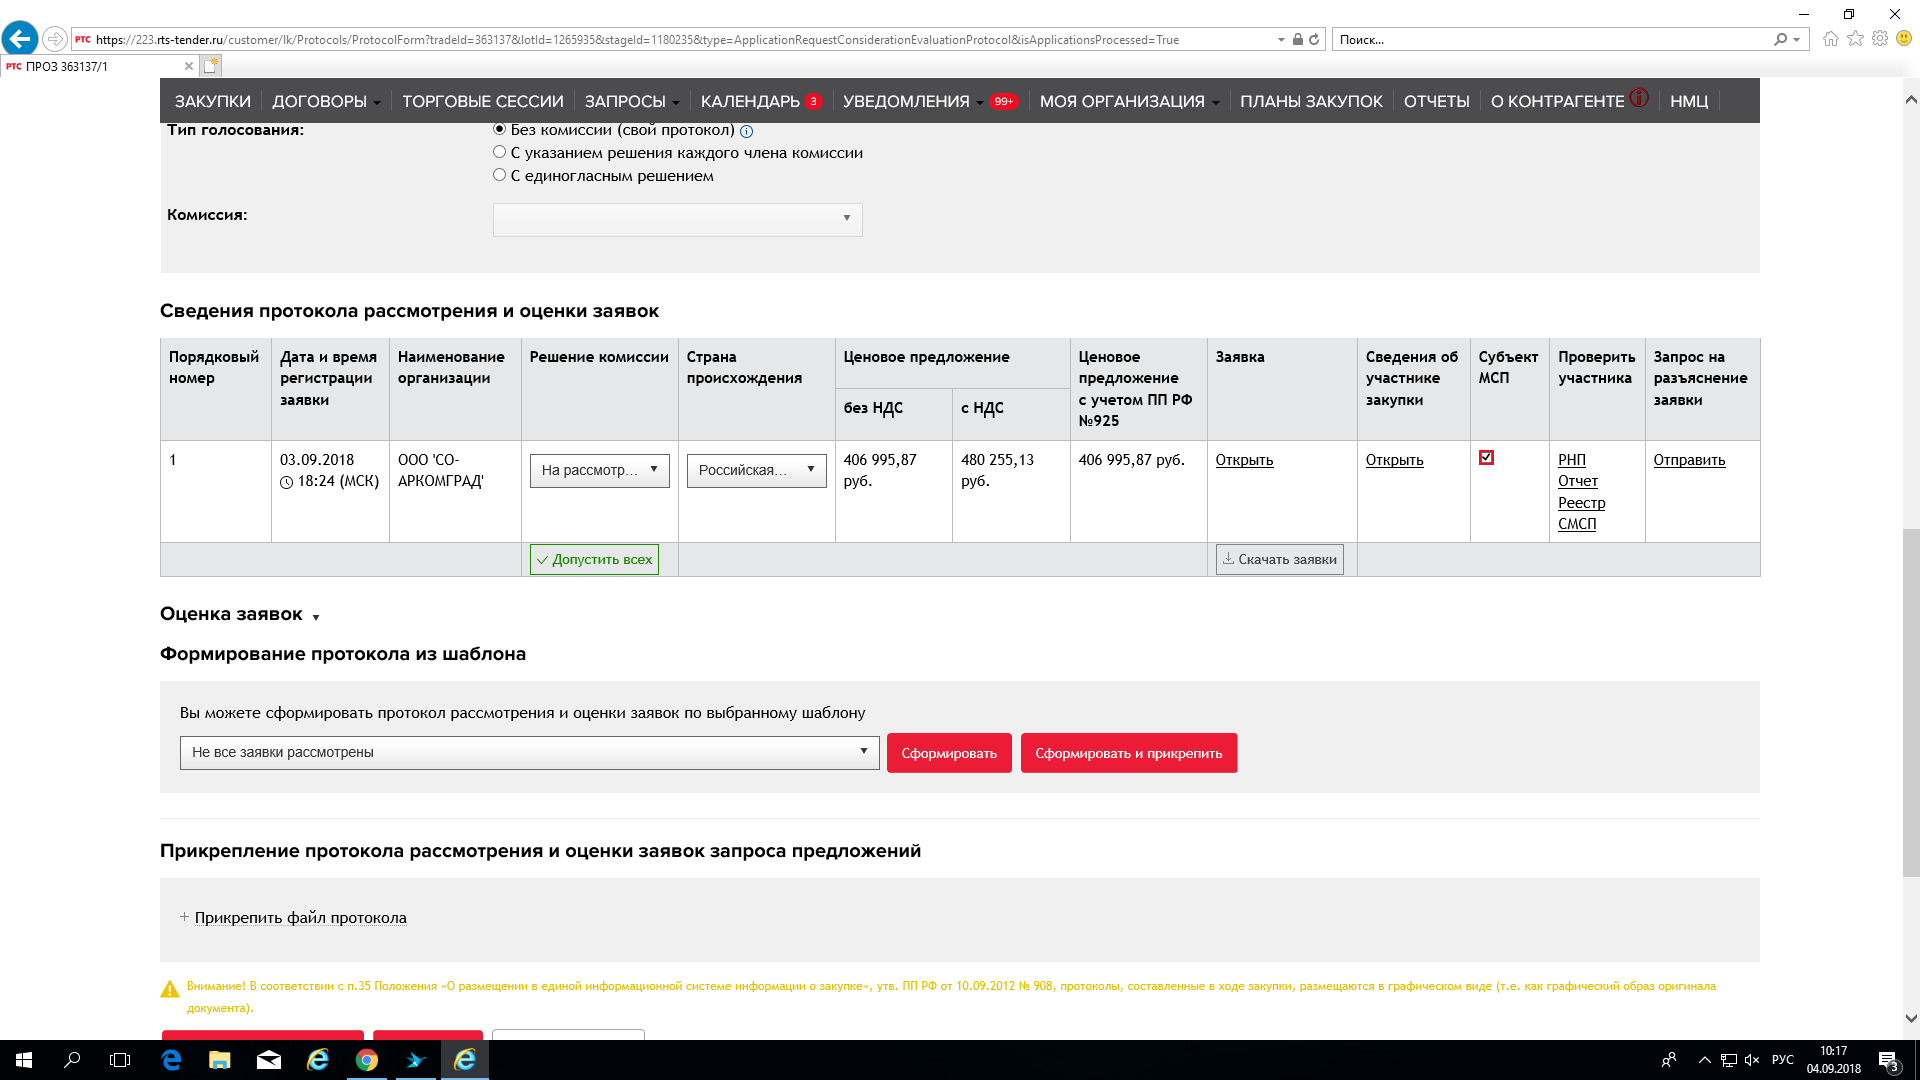 https://223.rts-tender.ru/customer/lk/Protocols/ProtocolForm?tradeId=363137&lotId=1265935&stageId=1180235&type=ApplicationRequestConsiderationEvaluationProtocol&isApplicationsProcessed=True
Поиск...
РТС ПРОЗ 363137/1
ЗАКУПКИ ДОГОВОРЫ ТОРГОВЫЕ СЕССИИ ЗАПРОСЫ КАЛЕНДАРЬ 3 УВЕДОМЛЕНИЯ 99+ МОЯ ОРГАНИЗАЦИЯ ПЛАНЫ ЗАКУПОК ОТЧЕТЫ О КОНТРАГЕНТЕ НМЦ
Тип голосования:
Без комиссии (свой протокол)
С указанием решения каждого члена комиссии
С единогласным решением
Комиссия:
Сведения протокола рассмотрения и оценки заявок
Порядковый номер
Дата и время регистрации заявки
Наименование организации
Решение комиссии
Страна происхождения
Ценовое предложение
без НДС
с НДС
Ценовое предложение с учетом ПП РФ №925
Заявка
Сведения об участнике закупки
Субъект МСП
Проверить участника
Запрос на разъяснение заявки
1
03.09.2018
18:24 (МСК)
ООО 'СО-
АРКОМГРАД'
На рассмотр...
Российская...
406 995,87
руб.
480 255,13
руб.
406 995,87 руб.
Открыть
Открыть
РНП
Отчет
Реестр
СМСП
Отправить
Допустить всех
Скачать заявки
Оценка заявок
Формирование протокола из шаблона
Вы можете сформировать протокол рассмотрения и оценки заявок по выбранному шаблону
Не все заявки рассмотрены
Сформировать
Сформировать и прикрепить
Прикрепление протокола рассмотрения и оценки заявок запроса предложений
+ Прикрепить файл протокола
Внимание! В соответствии с п.35 Положения «О размещении в единой информационной системе информации о закупке», утв. ПП РФ от 10.09.2012 № 908, протоколы, составленные в ходе закупки, размещаются в графическом виде (т.е. как графический образ оригинала
документа).
РУС
10:17
04.09.2018
3